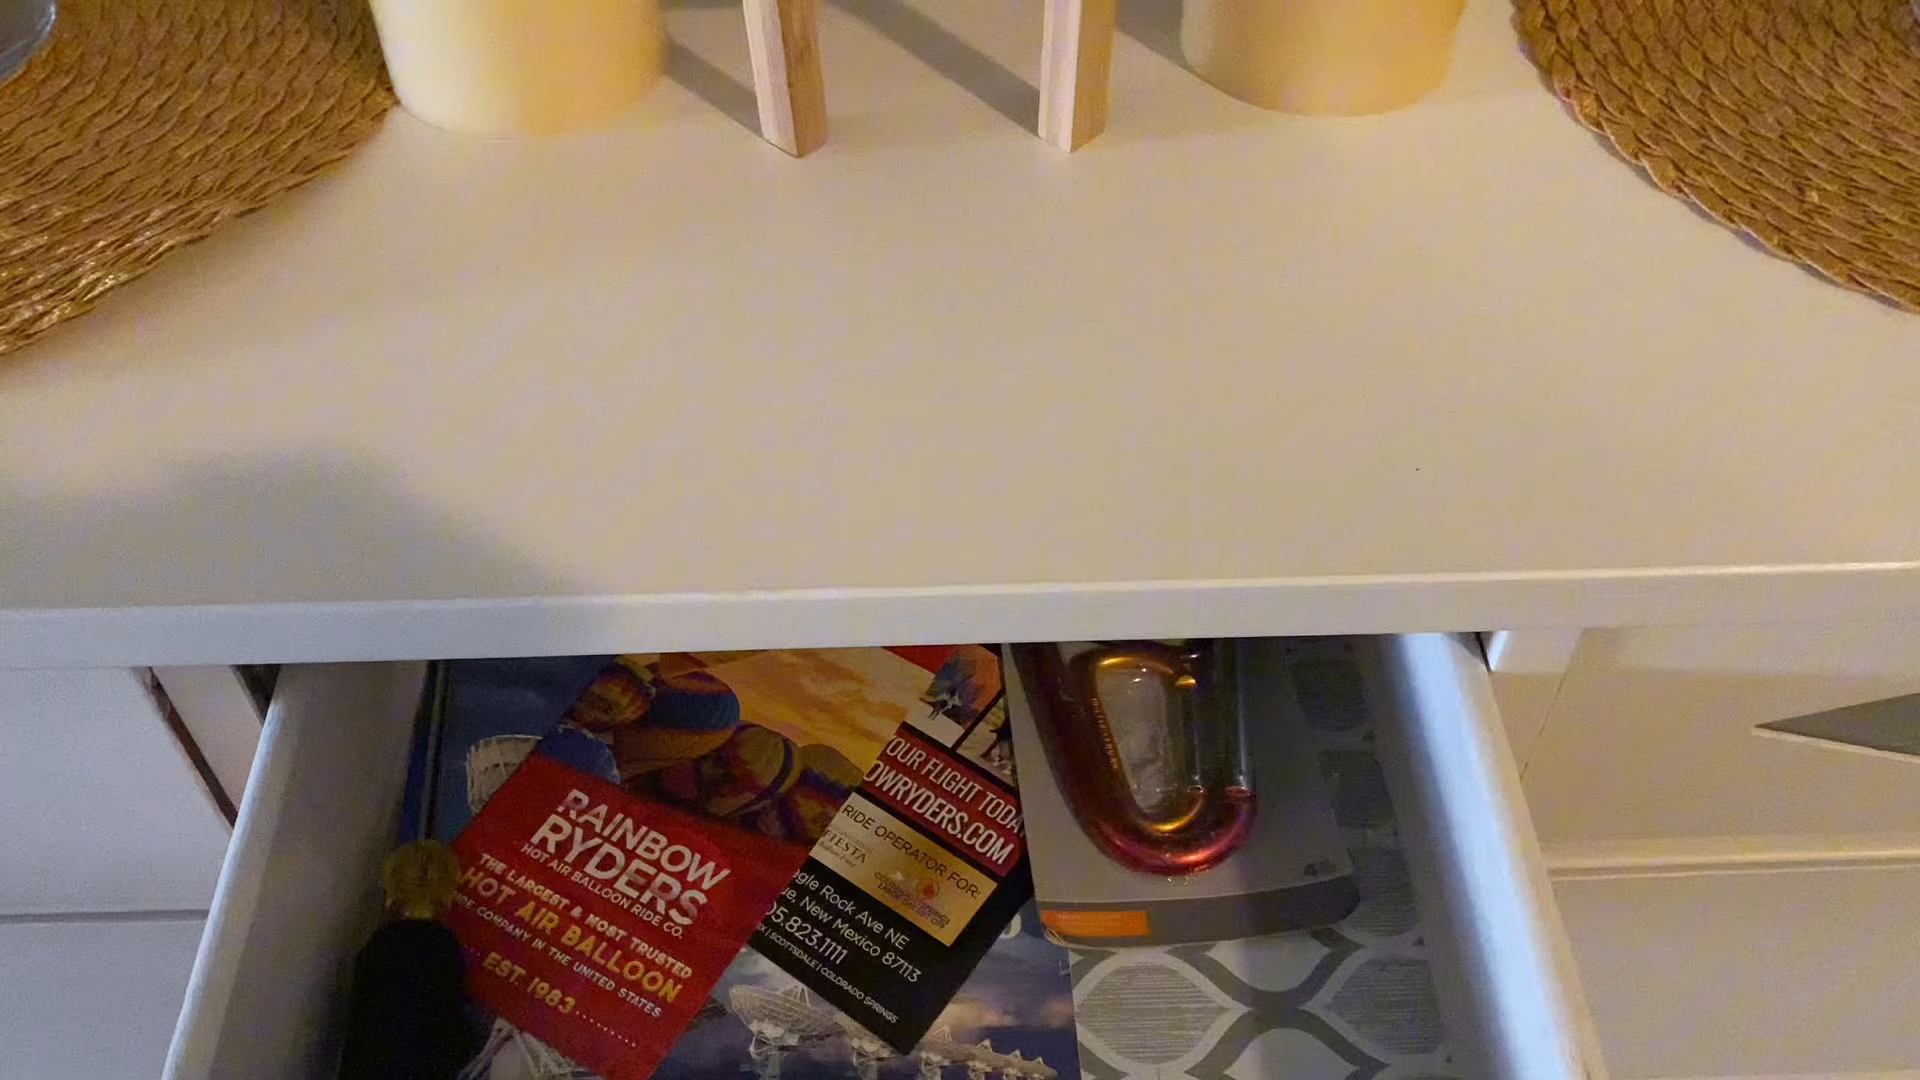 RAINBOW
RYDERS
HOT AIR BALLOON RIDE CO.
THE LARGEST & MOST TRUSTED
HOT AIR BALLOON
COMPANY IN THE UNITED STATES
EST. 1983
OUR FLIGHT TODA
OWRYDERS.COM
RIDE OPERATOR FOR:
FIESTA
gle Rock Ave NE
ue, New Mexico 87113
05.823.1111
X | SCOTTSDALE | COLORADO SPRINGS